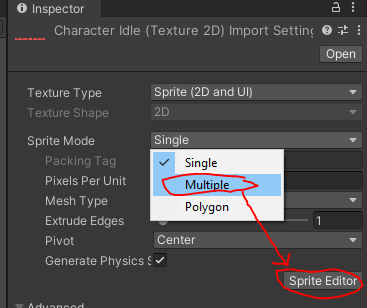 Inspector
Character Idle (Texture 2D) Import Setting
Open
Texture Type Sprite (2D and UI)
Texture Shape 2D
Sprite Mode Single
Packing Tag Single
Pixels Per Unit Multiple
Mesh Type Polygon
Extrude Edges 1
Pivot Center
Generate Physics S
Sprite Editor
Advanced